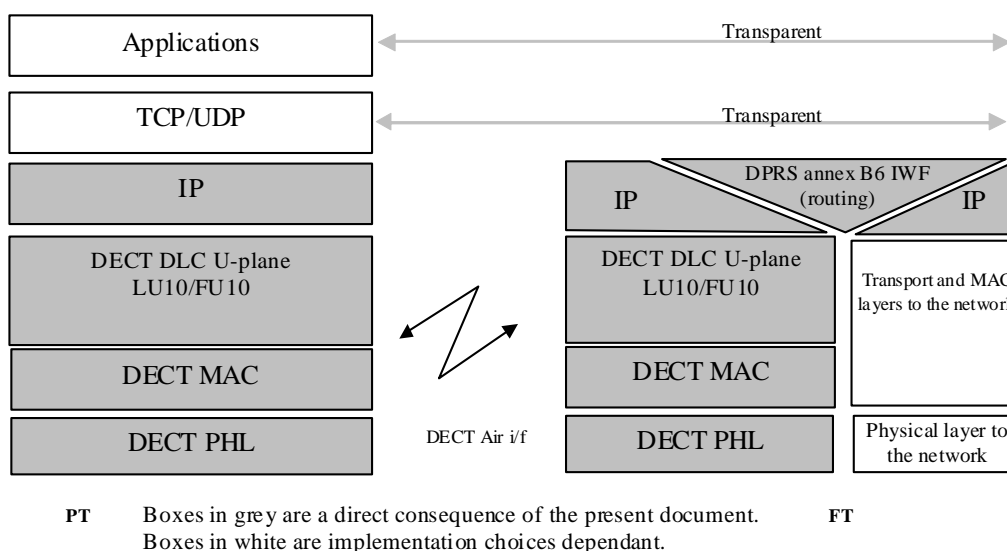 Applications
Transparent
TCP/UDP
Transparent
IP
IP
DPRS annex B6 IWF
(routing)
IP
DECT DLC U-plane
LU10/FU10
DECT DLC U-plane
LU10/FU10
Transport and MAC
layers to the network
DECT MAC
DECT MAC
DECT PHL
DECT Air i/f
DECT PHL
Physical layer to
the network
PT Boxes in grey are a direct consequence of the present document. FT
Boxes in white are implementation choices dependant.